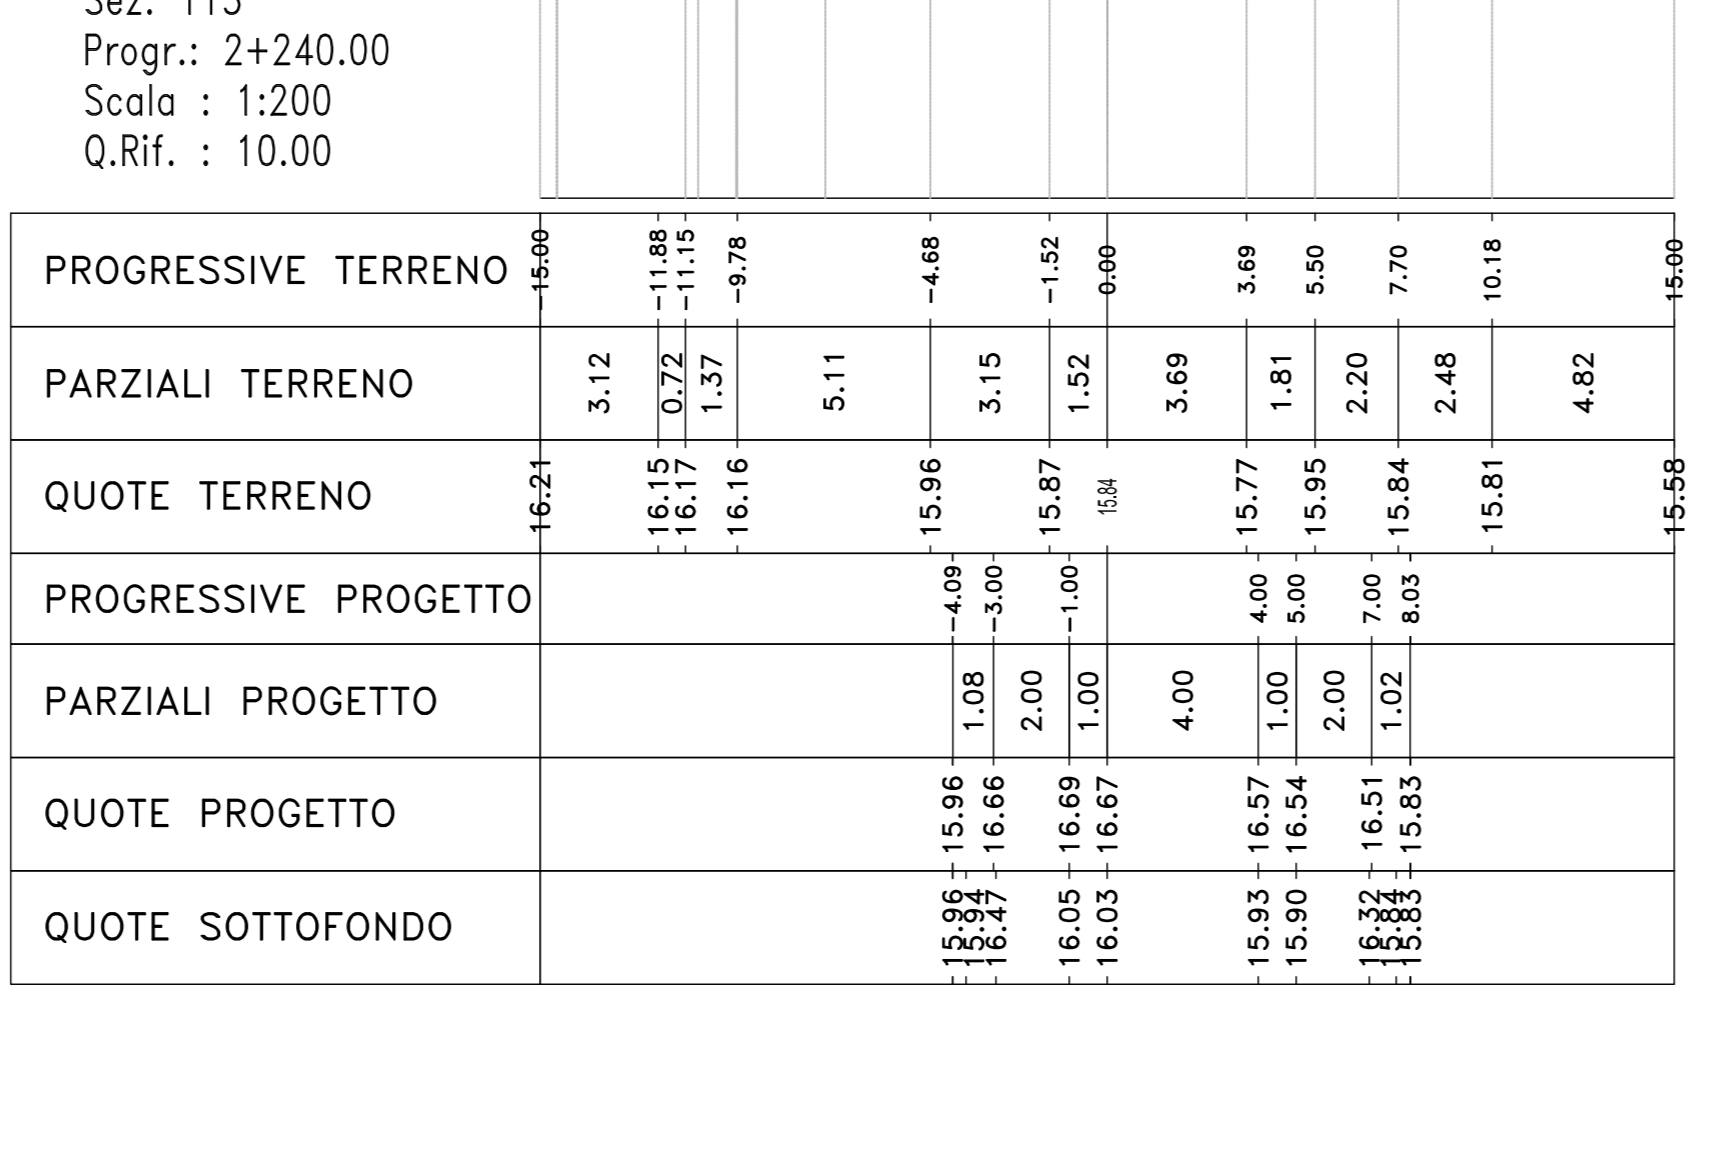 Sez. 113
Progr.: 2+240.00
Scala : 1:200
Q.Rif. : 10.00
PROGRESSIVE TERRENO -15.00 -11.88 -11.15 -9.78 -4.68 -1.52 0.00 3.69 5.50 7.70 10.18 15.00
PARZIALI TERRENO 3.12 0.72 1.37 5.11 3.15 1.52 3.69 1.81 2.20 2.48 4.82
QUOTE TERRENO 16.21 16.15 16.17 16.16 15.96 15.87 15.84 15.77 15.95 15.84 15.81 15.58
PROGRESSIVE PROGETTO -4.09 -3.00 -1.00 4.00 5.00 7.00 8.03
PARZIALI PROGETTO 1.08 2.00 1.00 4.00 1.00 2.00 1.02
QUOTE PROGETTO 15.96 16.66 16.69 16.67 16.57 16.54 16.51 15.83
QUOTE SOTTOFONDO 15.96 15.94 16.47 16.05 16.03 15.93 15.90 16.32 15.84 15.83